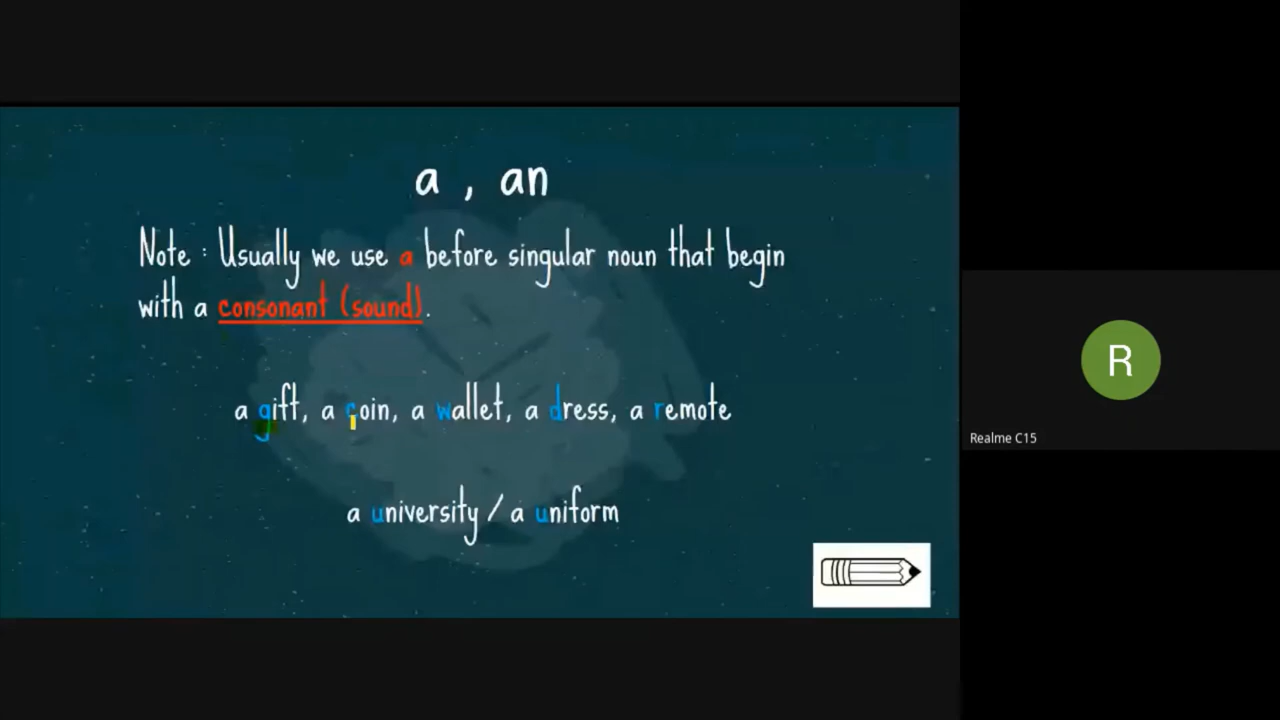 a , an
Note : Usually we use a before singular noun that begin
with a consonant (sound).
a gift, a coin, a wallet, a dress, a remote
a university / a uniform
R
Realme C15